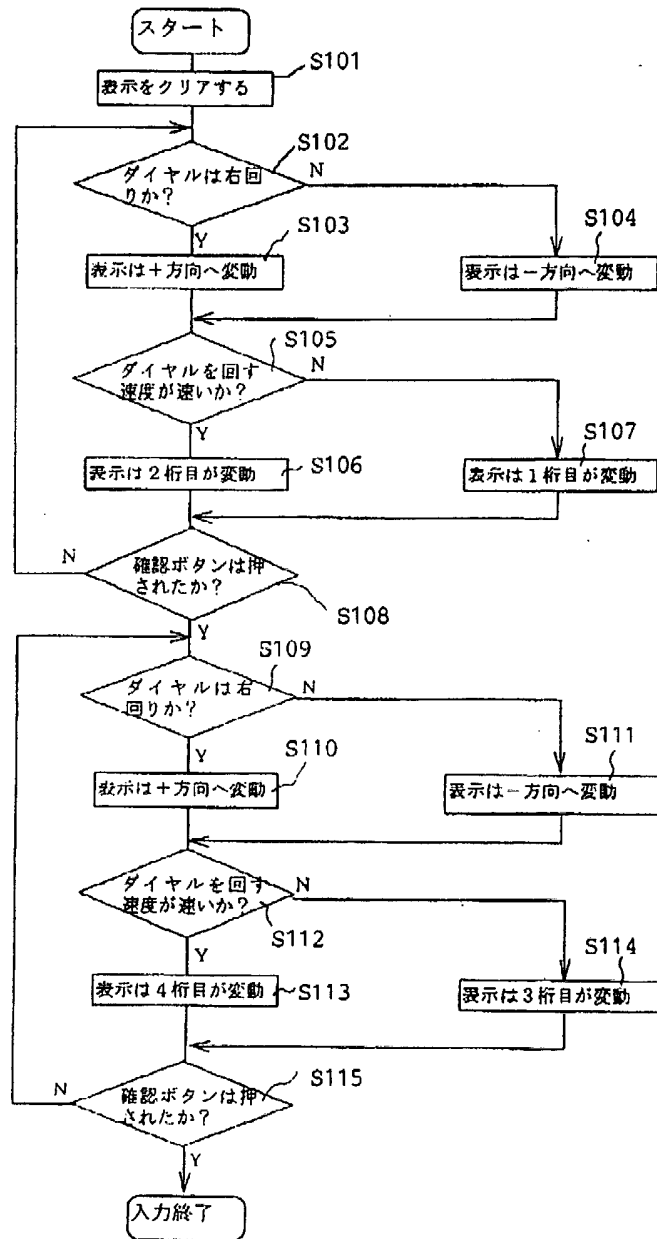 スタート
S101
表示をクリアする
S102
ダイヤルは右回
りか？
N
Y
S103
S104
表示は＋方向へ変動
表示は－方向へ変動
S105
ダイヤルを回す
速度が速いか？
N
Y
S106
S107
表示は２桁目が変動
表示は１桁目が変動
N
確認ボタンは押
されたか？
S108
Y
S109
ダイヤルは右
回りか？
N
Y
S110
S111
表示は＋方向へ変動
表示は－方向へ変動
ダイヤルを回す
速度が速いか？
N
S112
Y
S114
表示は４桁目が変動
S113
表示は３桁目が変動
S115
N
確認ボタンは押
されたか？
Y
入力終了